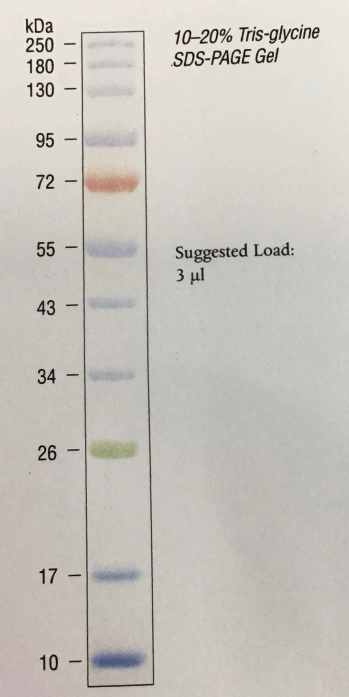 kDa
250 –
180 –
130 –
95 –
72 –
55 –
43 –
34 –
26 –
17 –
10 –
10–20% Tris-glycine
SDS-PAGE Gel
Suggested Load:
3 μl